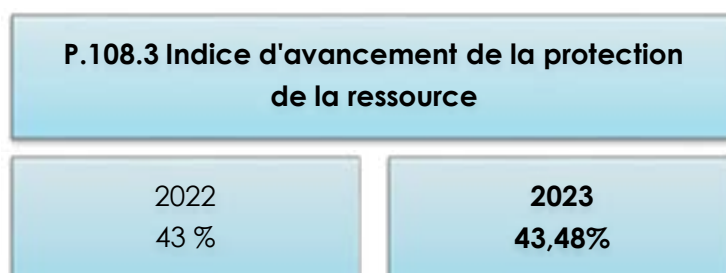 P.108.3 Indice d'avancement de la protection
de la ressource
2022
43 %
2023
43,48%